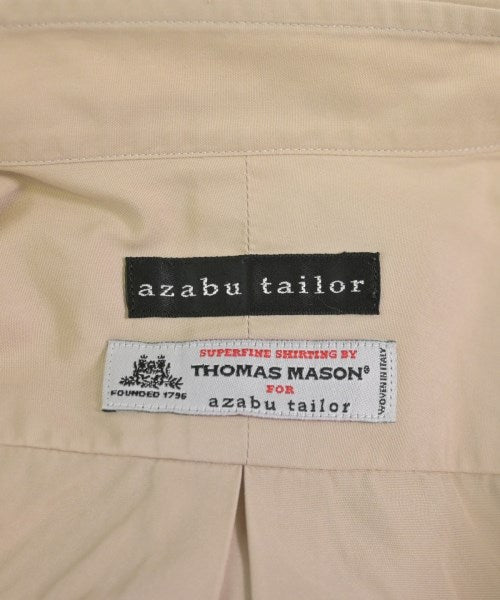 azabu tailor
SUPERFINE SHIRTING BY
THOMAS MASON®
FOR
azabu tailor
FOUNDED 1796
WOVEN IN ITALY